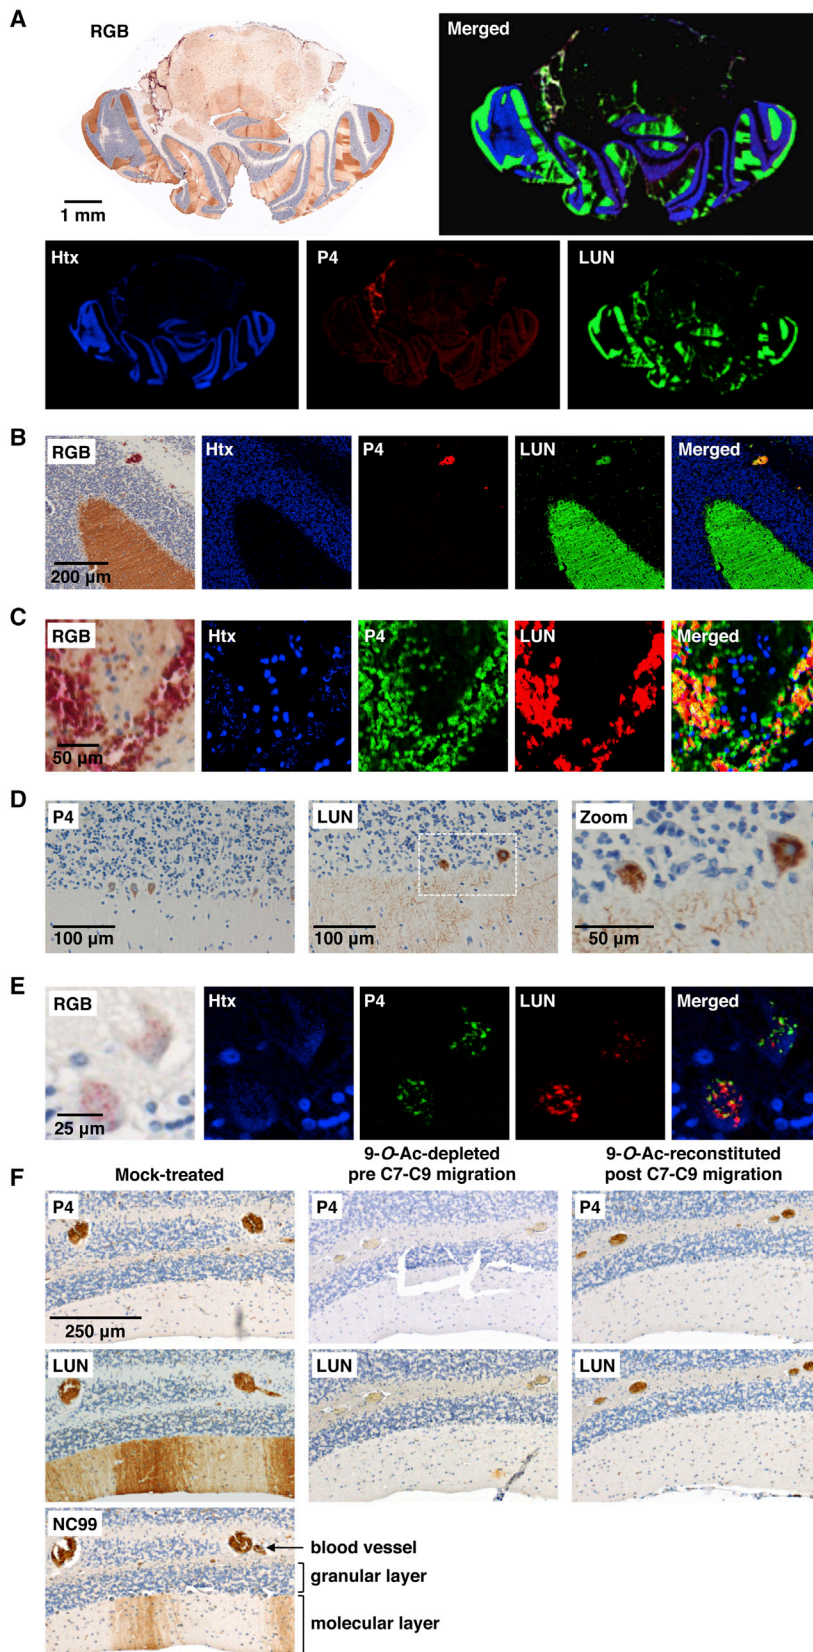 A
RGB
Merged
1 mm
Htx
P4
LUN
B
RGB
Htx
P4
LUN
Merged
200 µm
C
RGB
Htx
P4
LUN
Merged
50 µm
D
P4
LUN
Zoom
100 µm
100 µm
50 µm
E
RGB
Htx
P4
LUN
Merged
25 µm
F
Mock-treated
9-O-Ac-depleted
pre C7-C9 migration
9-O-Ac-reconstituted
post C7-C9 migration
P4
P4
P4
250 µm
LUN
LUN
LUN
NC99
blood vessel
granular layer
molecular layer